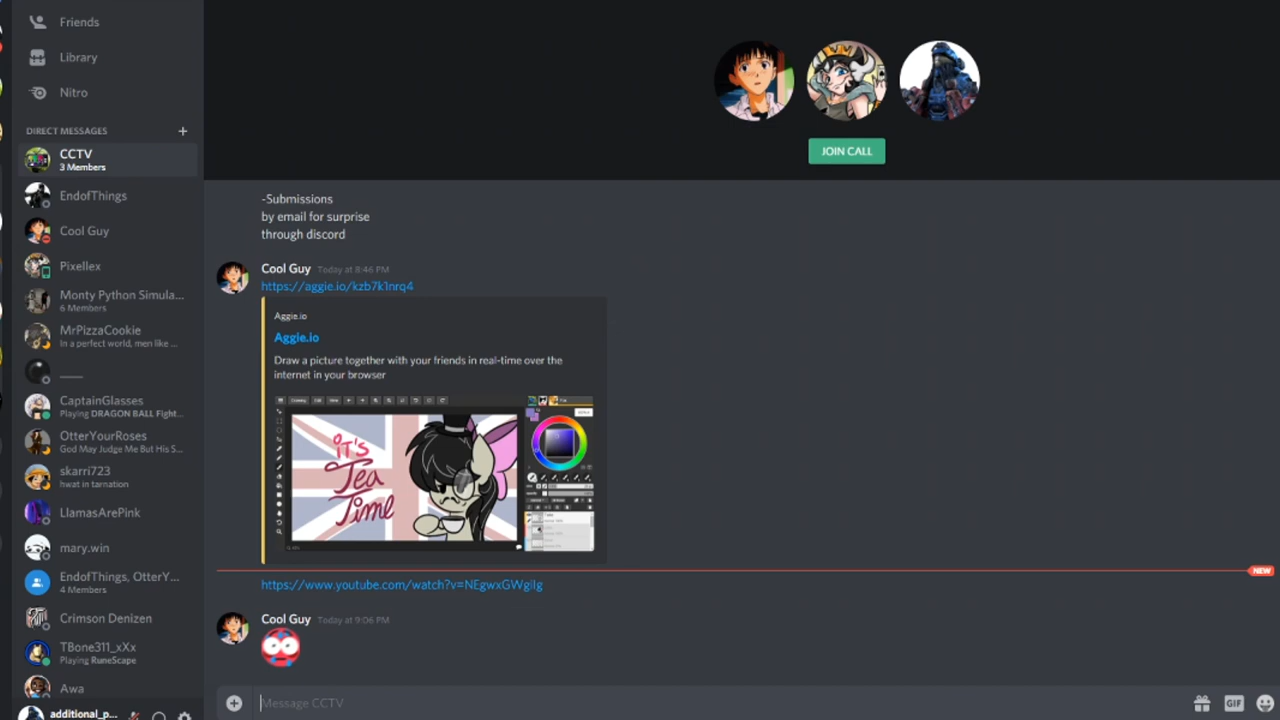 Friends
Library
Nitro
DIRECT MESSAGES
CCTV
3 Members
EndofThings
Cool Guy
Pixellex
Monty Python Simula...
6 Members
MrPizzaCookie
In a perfect world, men like ...
CaptainGlasses
Playing DRAGON BALL Fight...
OtterYourRoses
God May Judge Me But His S...
skarri723
hwat in tarnation
LlamasArePink
mary.win
EndofThings, OtterY...
4 Members
Crimson Denizen
TBone311_xXx
Playing RuneScape
Awa
additional_p...
JOIN CALL
-Submissions
by email for surprise
through discord
Cool Guy Today at 8:46 PM
https://aggie.io/kzb7k1nrq4
Aggie.io
Aggie.io
Draw a picture together with your friends in real-time over the
internet in your browser
iT'S
Tea
Time
NEW
https://www.youtube.com/watch?v=NEgwxGWgiIg
Cool Guy Today at 9:06 PM
Message CCTV
GIF